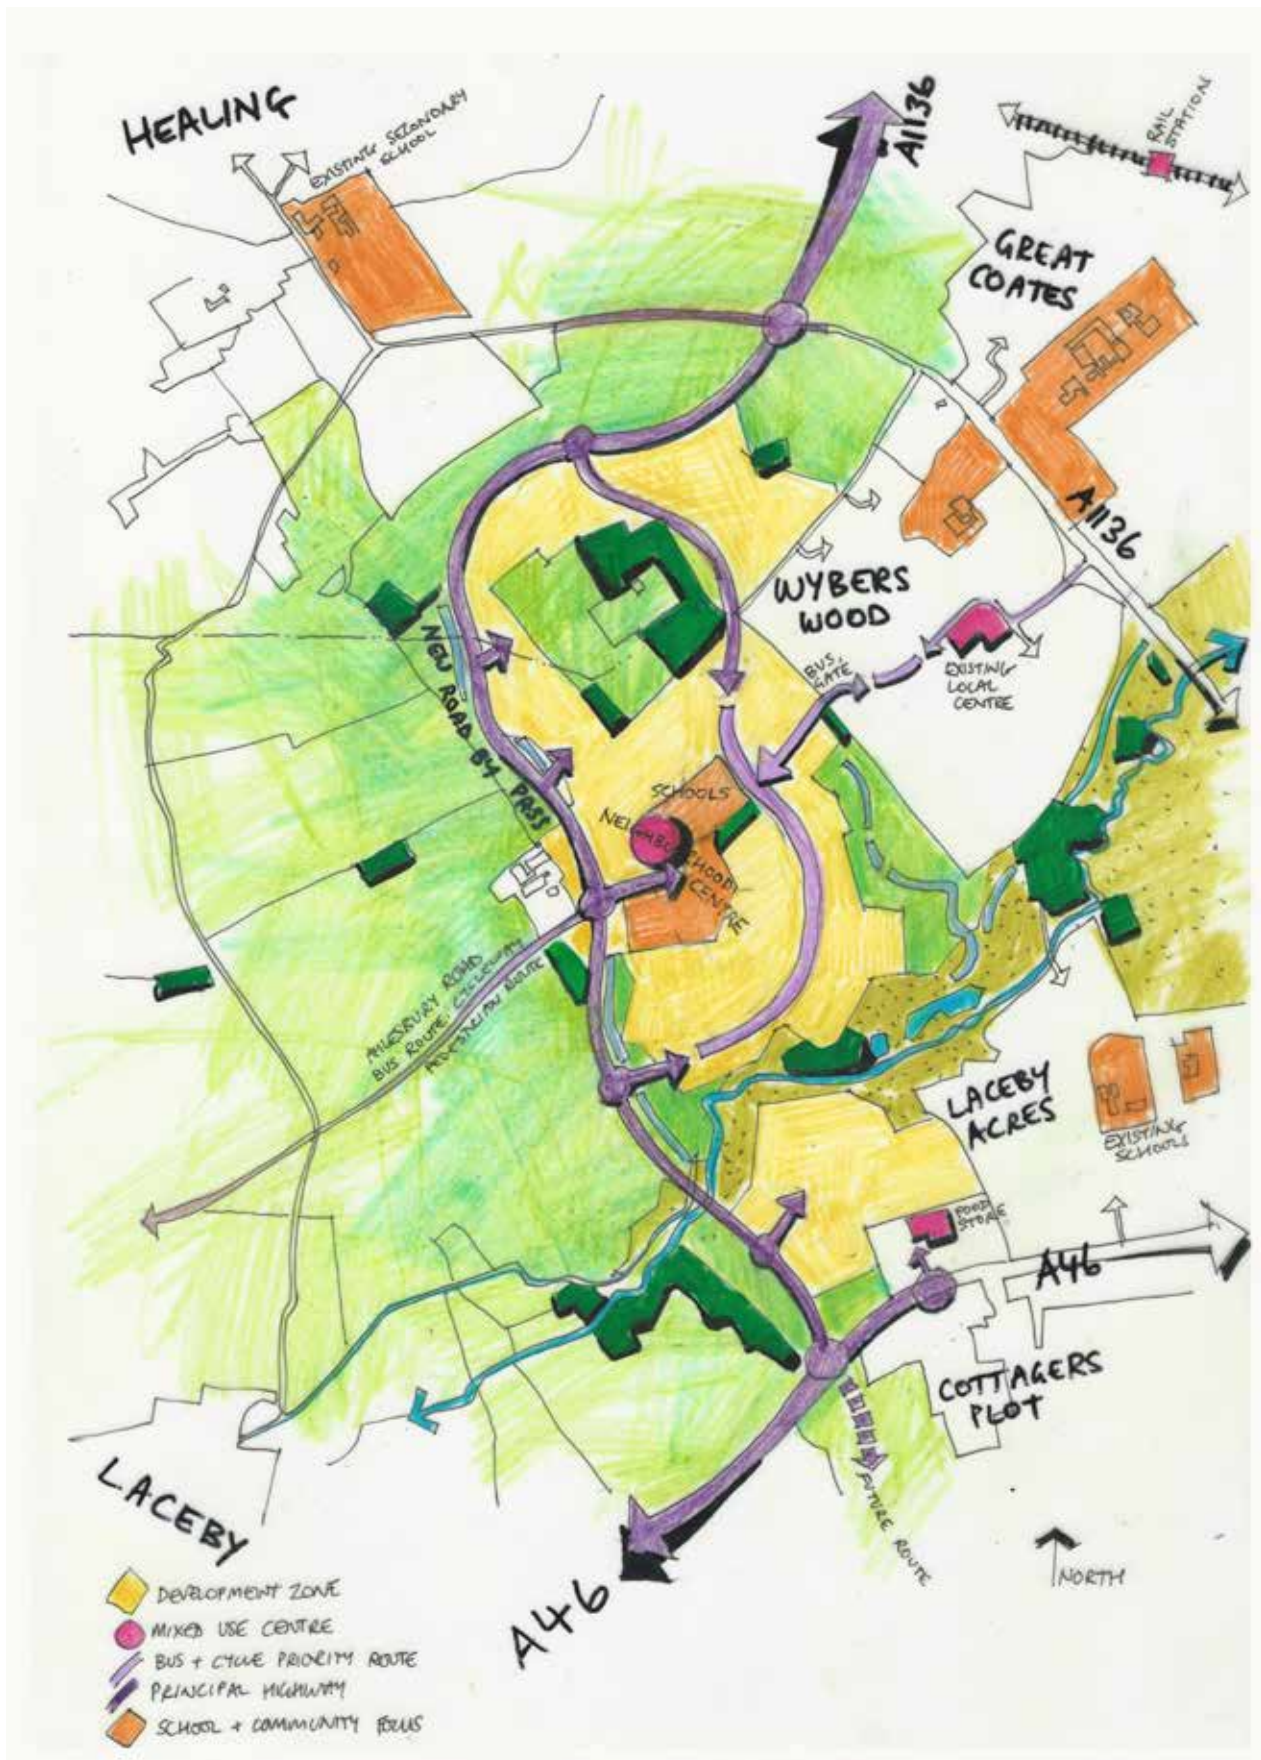 HEALING
EXISTING SECONDARY
SCHOOL
A1136
RAIL
STATION
GREAT
COATES
A1136
WYBERS
WOOD
BUS
GATE
EXISTING
LOCAL
CENTRE
NEW ROAD BY PASS
SCHOOLS
NEIGHBOURHOOD
CENTRE
AYLESBURY ROAD
BUS ROUTE, CYCLEWAY
PEDESTRIAN ROUTE
LACEBY
ACRES
EXISTING
SCHOOLS
FOOD
STORE
A46
COTTAGERS
PLOT
FUTURE ROUTE
LACEBY
A46
NORTH
DEVELOPMENT ZONE
MIXED USE CENTRE
BUS + CYCLE PRIORITY ROUTE
PRINCIPAL HIGHWAY
SCHOOL + COMMUNITY FOCUS